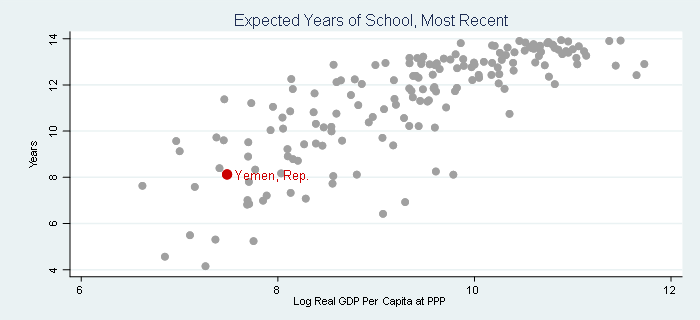 Expected Years of School, Most Recent
14
12
10
8
6
4
Years
Yemen, Rep.
6 8 10 12
Log Real GDP Per Capita at PPP